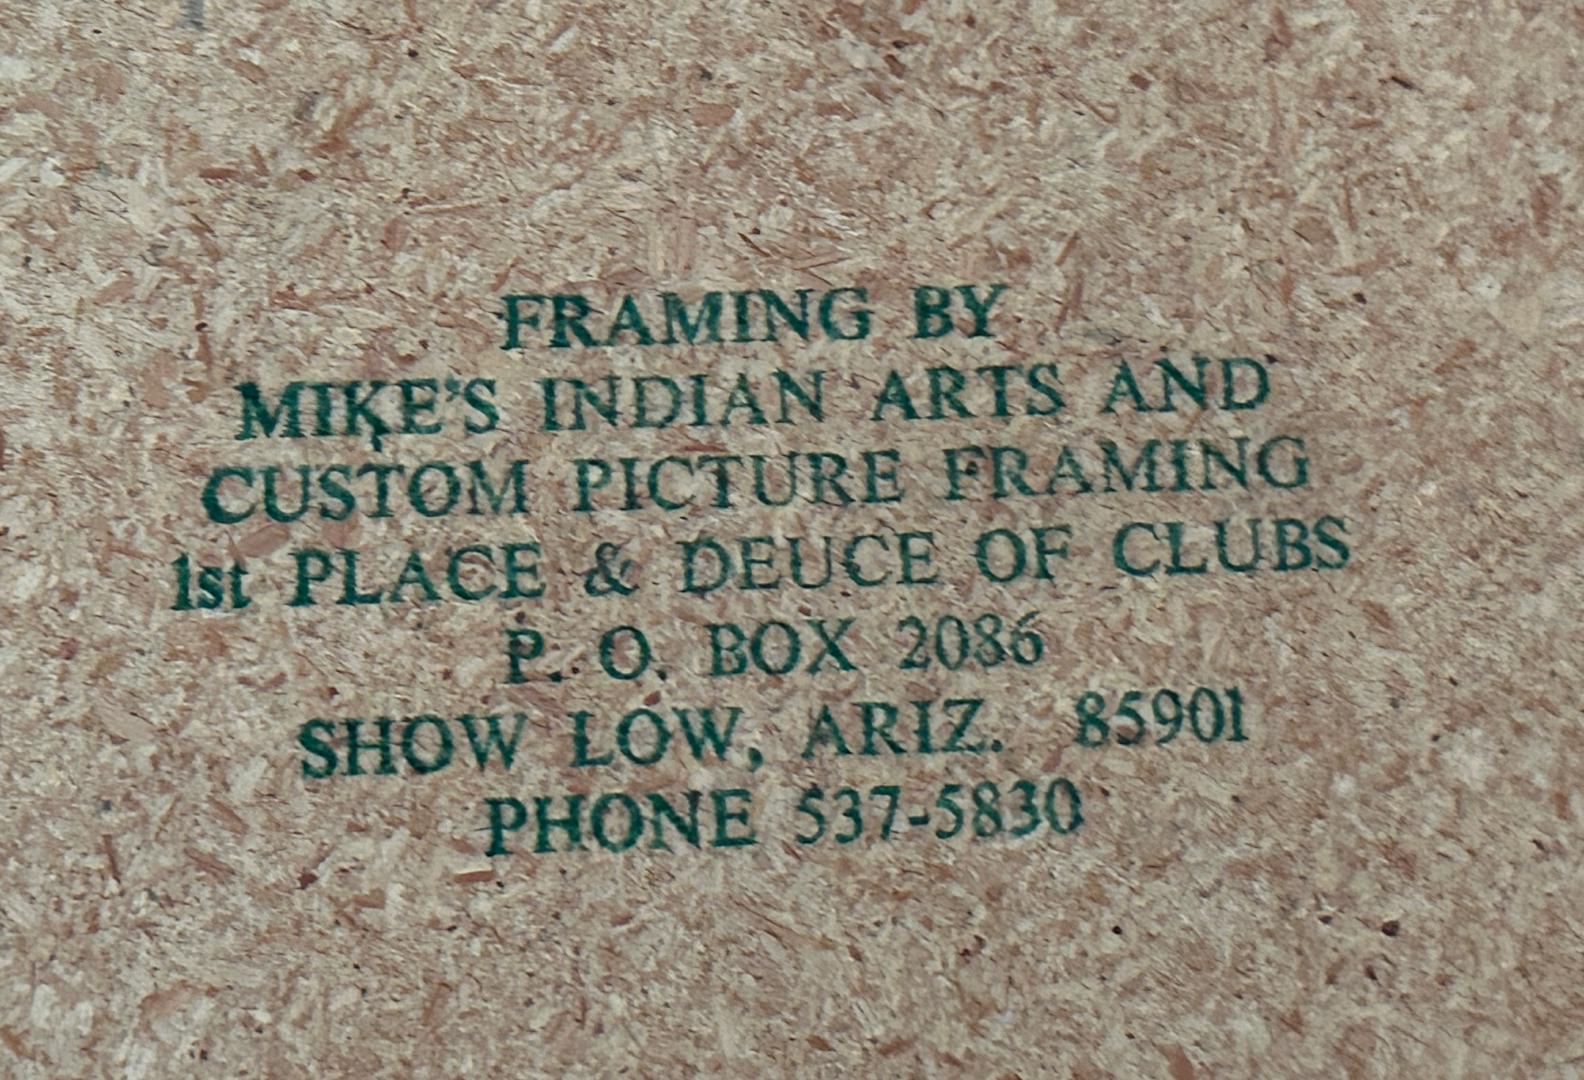 FRAMING BY
MIKE'S INDIAN ARTS AND
CUSTOM PICTURE FRAMING
1st PLACE & DEUCE OF CLUBS
P. O. BOX 2086
SHOW LOW, ARIZ. 85901
PHONE 537-5830